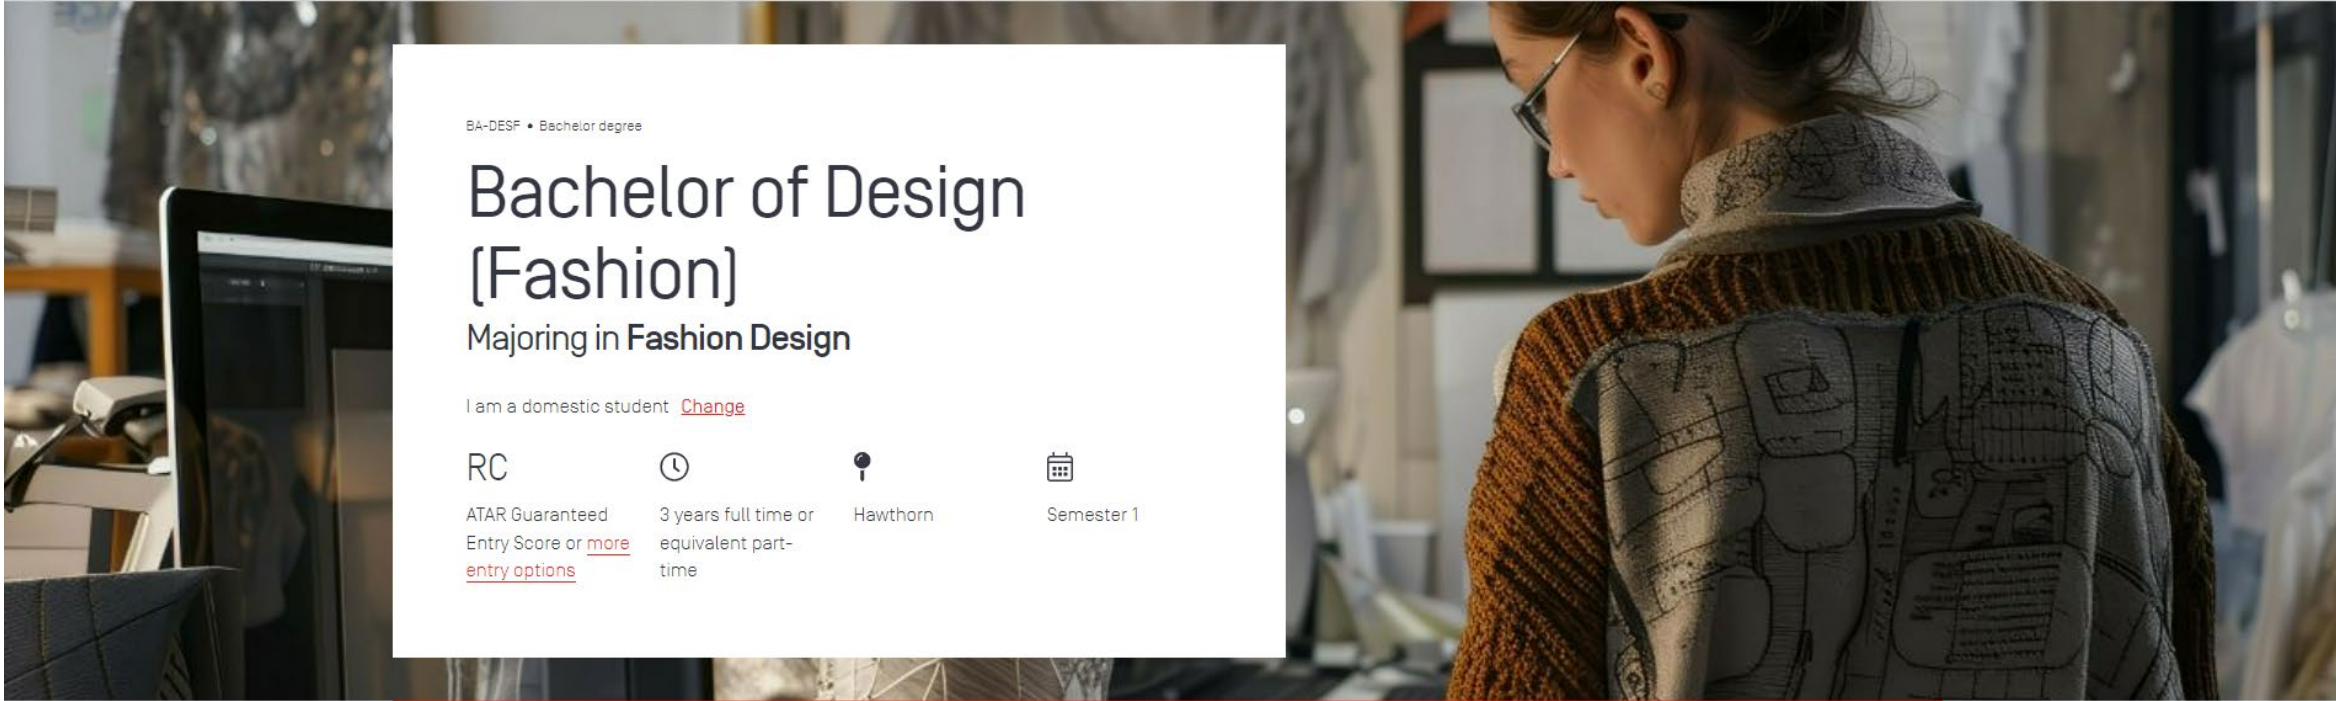 BA-DESF • Bachelor degree
Bachelor of Design
(Fashion)
Majoring in Fashion Design
I am a domestic student Change
RC
ATAR Guaranteed
Entry Score or more
entry options
3 years full time or
equivalent part-
time
Hawthorn
Semester 1